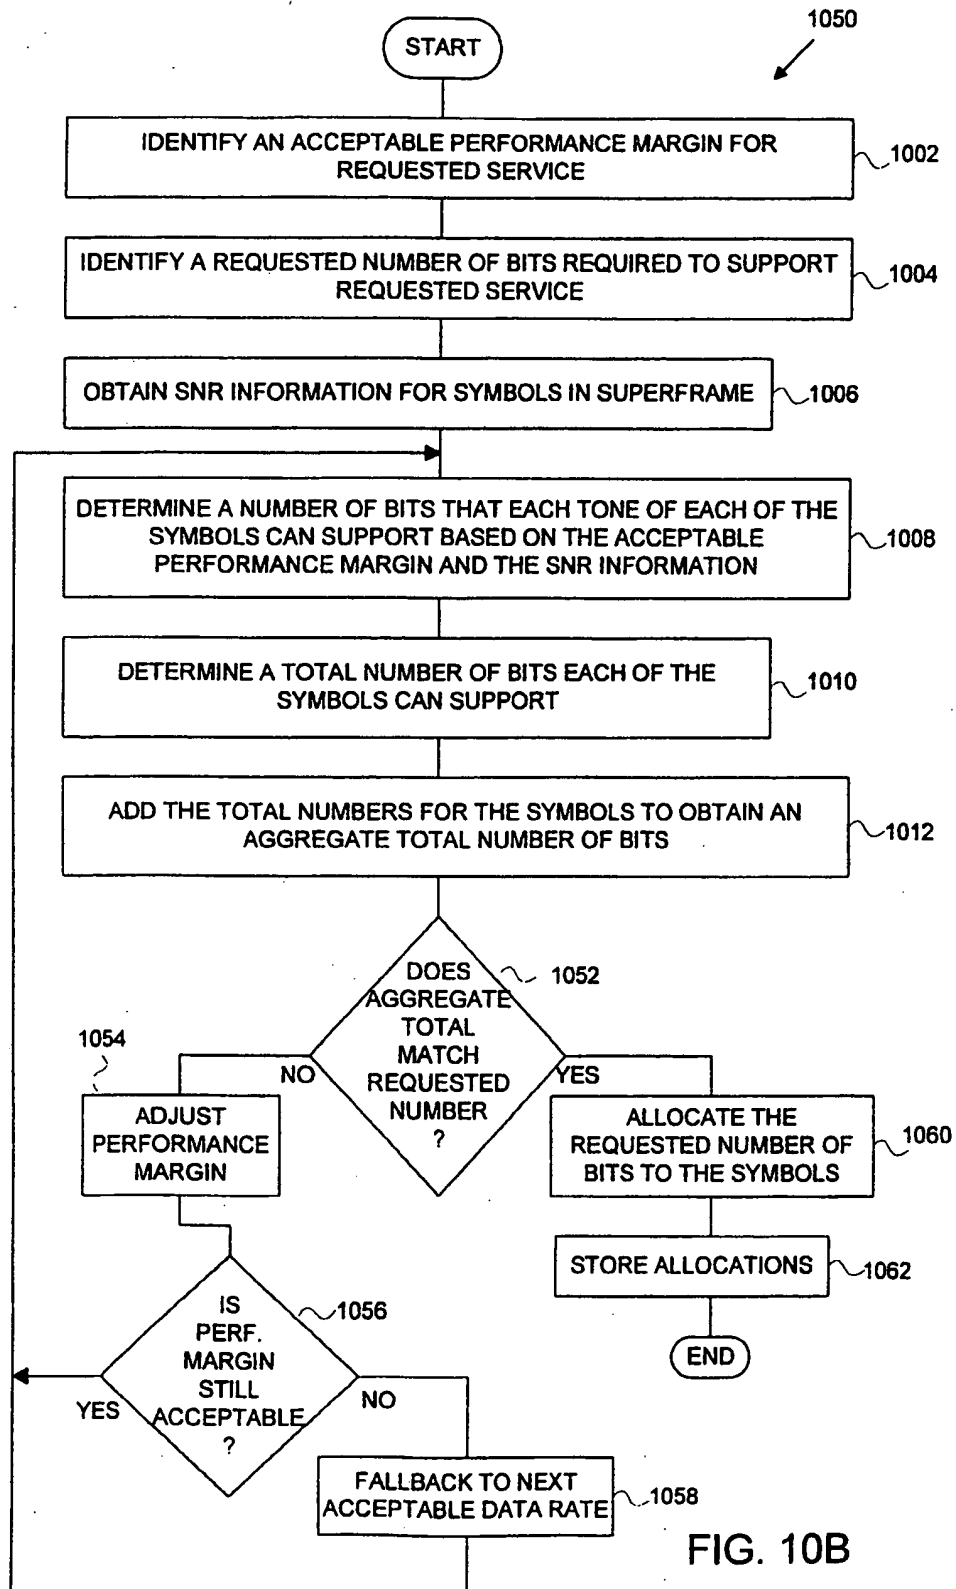 START
1050
IDENTIFY AN ACCEPTABLE PERFORMANCE MARGIN FOR
REQUESTED SERVICE
1002
IDENTIFY A REQUESTED NUMBER OF BITS REQUIRED TO SUPPORT
REQUESTED SERVICE
1004
OBTAIN SNR INFORMATION FOR SYMBOLS IN SUPERFRAME
1006
DETERMINE A NUMBER OF BITS THAT EACH TONE OF EACH OF THE
SYMBOLS CAN SUPPORT BASED ON THE ACCEPTABLE
PERFORMANCE MARGIN AND THE SNR INFORMATION
1008
DETERMINE A TOTAL NUMBER OF BITS EACH OF THE
SYMBOLS CAN SUPPORT
1010
ADD THE TOTAL NUMBERS FOR THE SYMBOLS TO OBTAIN AN
AGGREGATE TOTAL NUMBER OF BITS
1012
DOES
AGGREGATE
TOTAL
MATCH
REQUESTED
NUMBER
?
1052
NO
YES
1054
ADJUST
PERFORMANCE
MARGIN
ALLOCATE THE
REQUESTED NUMBER OF
BITS TO THE SYMBOLS
1060
STORE ALLOCATIONS
1062
END
IS
PERF.
MARGIN
STILL
ACCEPTABLE
?
1056
YES
NO
FALLBACK TO NEXT
ACCEPTABLE DATA RATE
1058
FIG. 10B